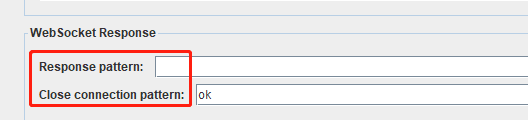 WebSocket Response
Response pattern:
Close connection pattern: ok